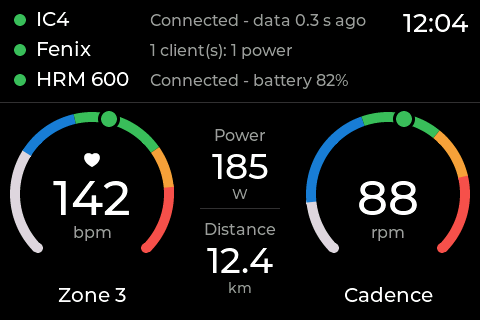 IC4 Connected - data 0.3 s ago 12:04
Fenix 1 client(s): 1 power
HRM 600 Connected - battery 82%
142
bpm
Zone 3
Power
185
W
Distance
12.4
km
88
rpm
Cadence